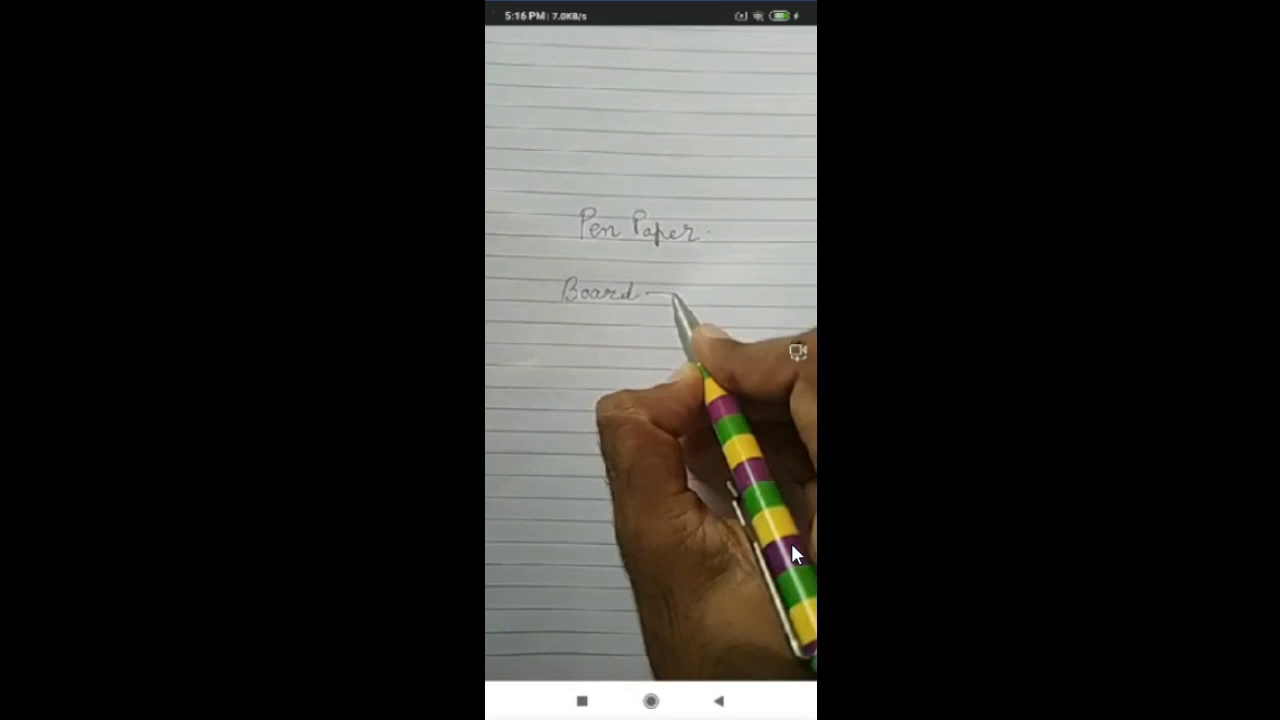 5:16 PM | 7.0KB/s
Pen Paper.
Board —